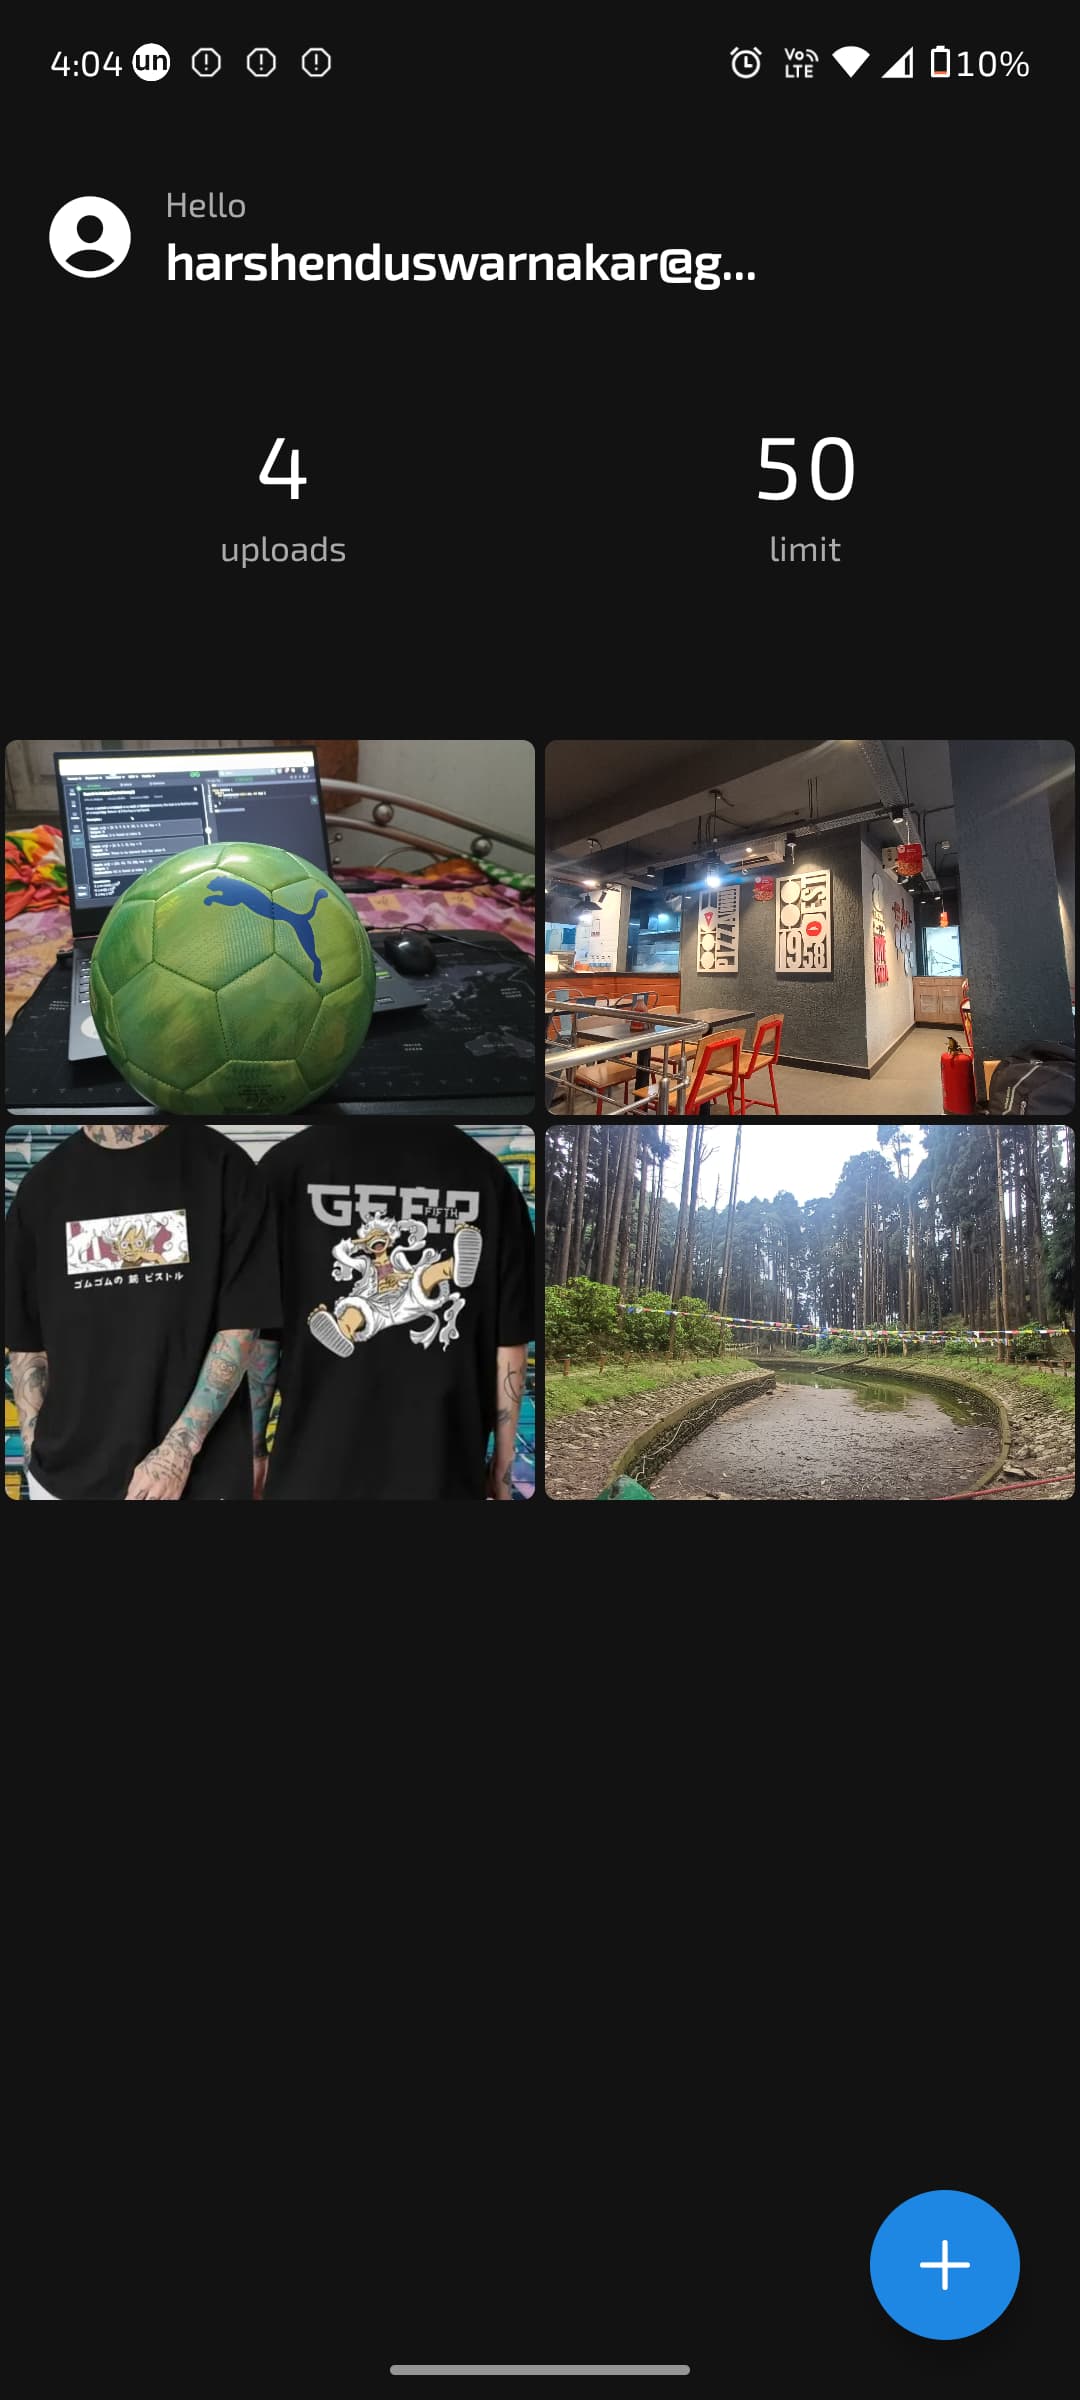 4:04 un
Vo LTE 10%
Hello
harshenduswarnakar@g...
4
uploads
50
limit
PIZZA
EST
1958
GEAR
FIFTH
ゴムゴムの 銃 ピストル